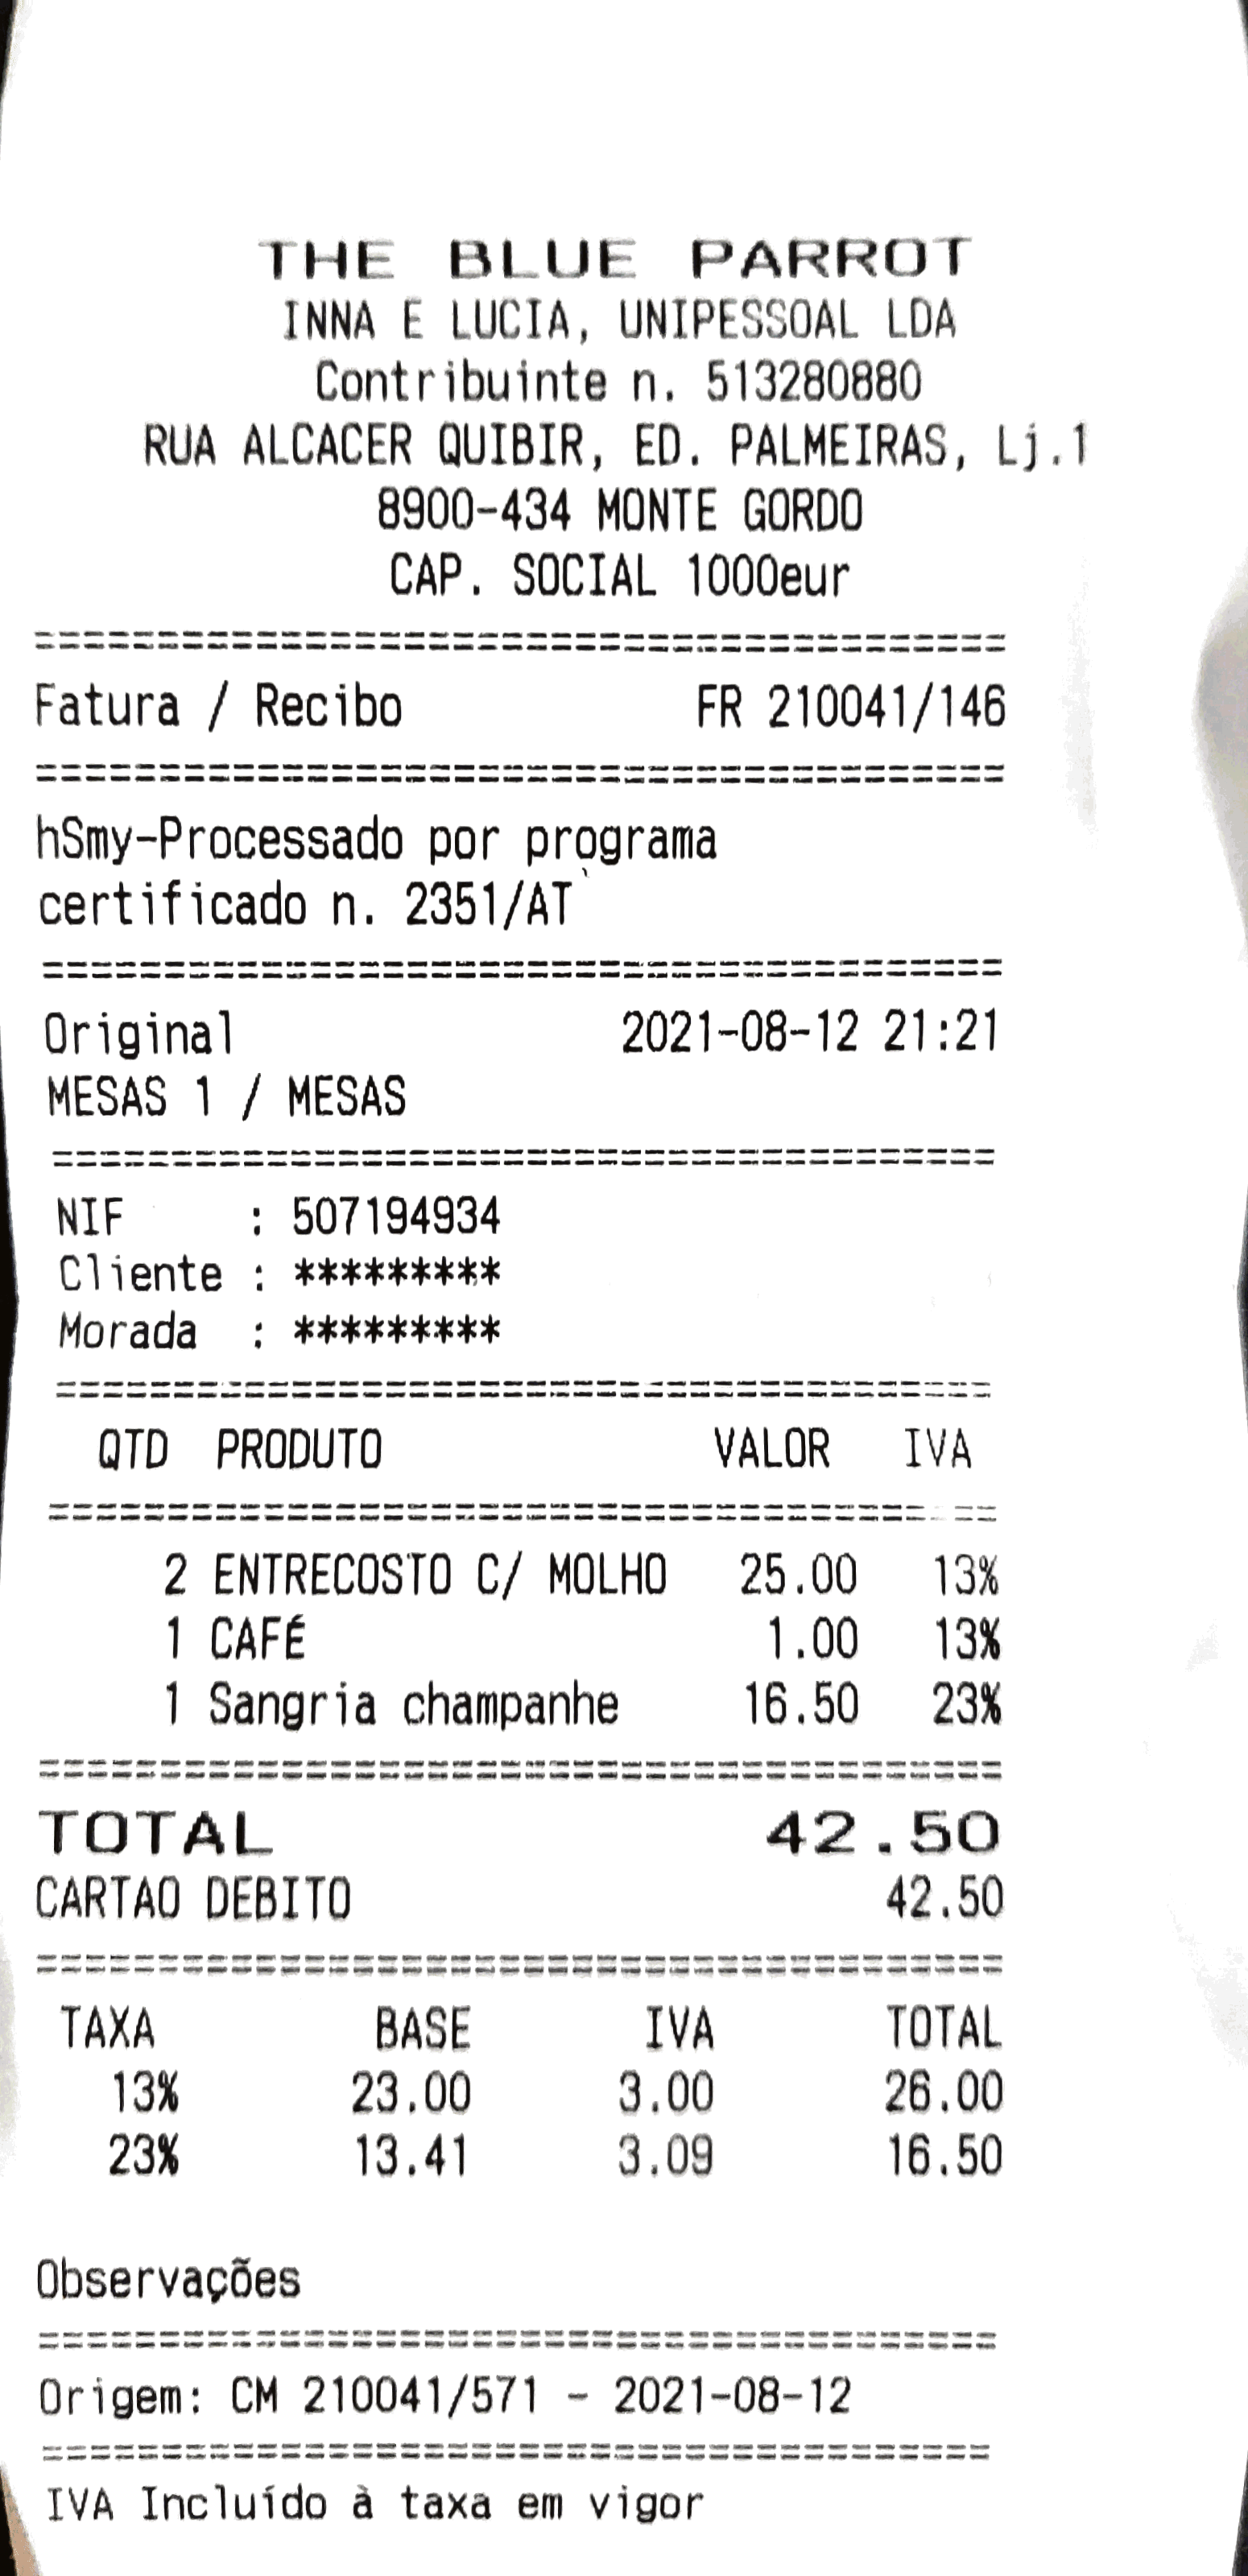 THE BLUE PARROT
INNA E LUCIA, UNIPESSOAL LDA
Contribuinte n. 513280880
RUA ALCACER QUIBIR, ED. PALMEIRAS, Lj.1
8900-434 MONTE GORDO
CAP. SOCIAL 1000eur
========================================
Fatura / Recibo FR 210041/146
========================================
hSmy-Processado por programa
certificado n. 2351/AT
========================================
Original 2021-08-12 21:21
MESAS 1 / MESAS
========================================
NIF : 507194934
Cliente : *********
Morada : *********
========================================
QTD PRODUTO VALOR IVA
========================================
2 ENTRECOSTO C/ MOLHO 25.00 13%
1 CAFÉ 1.00 13%
1 Sangria champanhe 16.50 23%
========================================
TOTAL 42.50
CARTAO DEBITO 42.50
========================================
TAXA BASE IVA TOTAL
13% 23.00 3.00 26.00
23% 13.41 3.09 16.50
Observações
========================================
Origem: CM 210041/571 - 2021-08-12
========================================
IVA Incluído à taxa em vigor